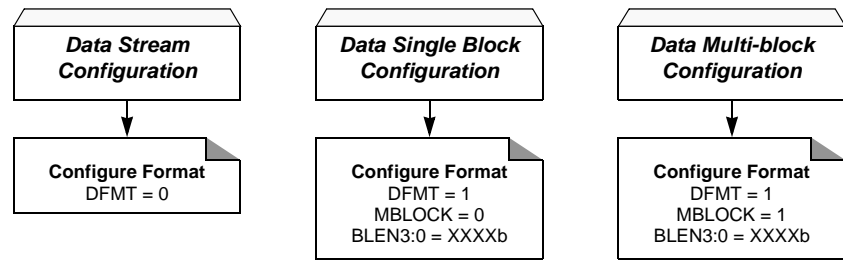 Data Stream
Configuration
Configure Format
DFMT = 0
Data Single Block
Configuration
Configure Format
DFMT = 1
MBLOCK = 0
BLEN3:0 = XXXXb
Data Multi-block
Configuration
Configure Format
DFMT = 1
MBLOCK = 1
BLEN3:0 = XXXXb